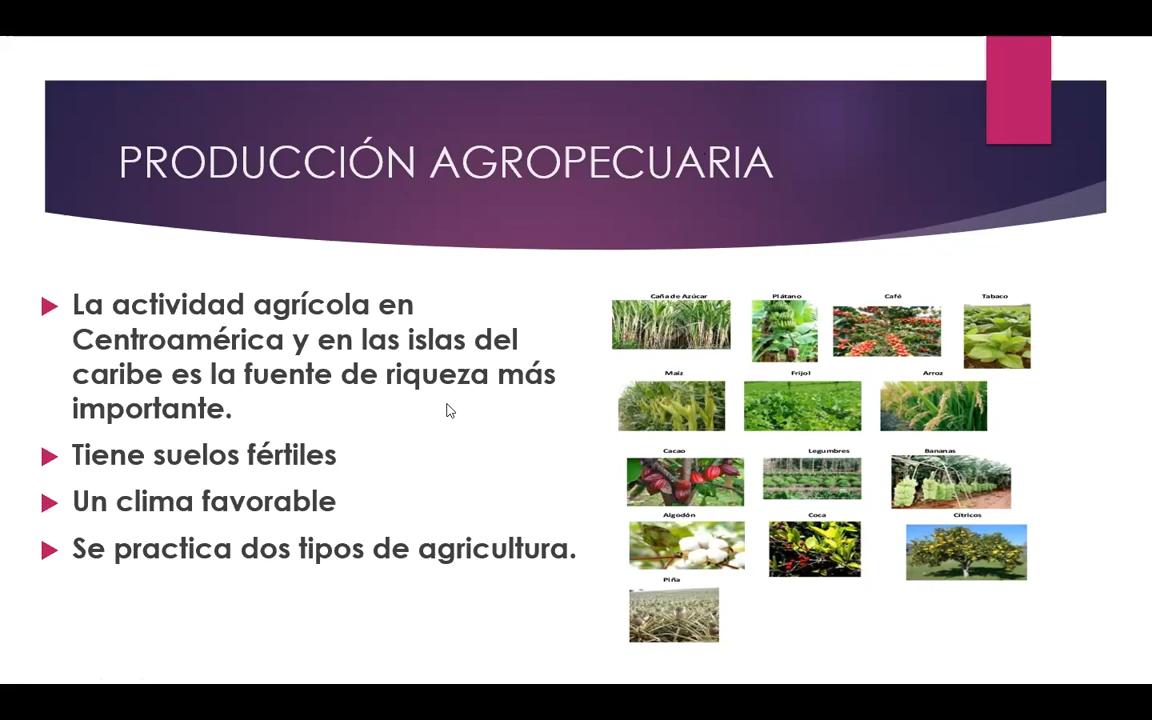 PRODUCCIÓN AGROPECUARIA
La actividad agrícola en
Centroamérica y en las islas del
caribe es la fuente de riqueza más
importante.
Tiene suelos fértiles
Un clima favorable
Se practica dos tipos de agricultura.
Caña de Azúcar Plátano Café Tabaco
Maíz Frijol Arroz
Cacao Legumbres Bananas
Algodón Coca Cítricos
Piña